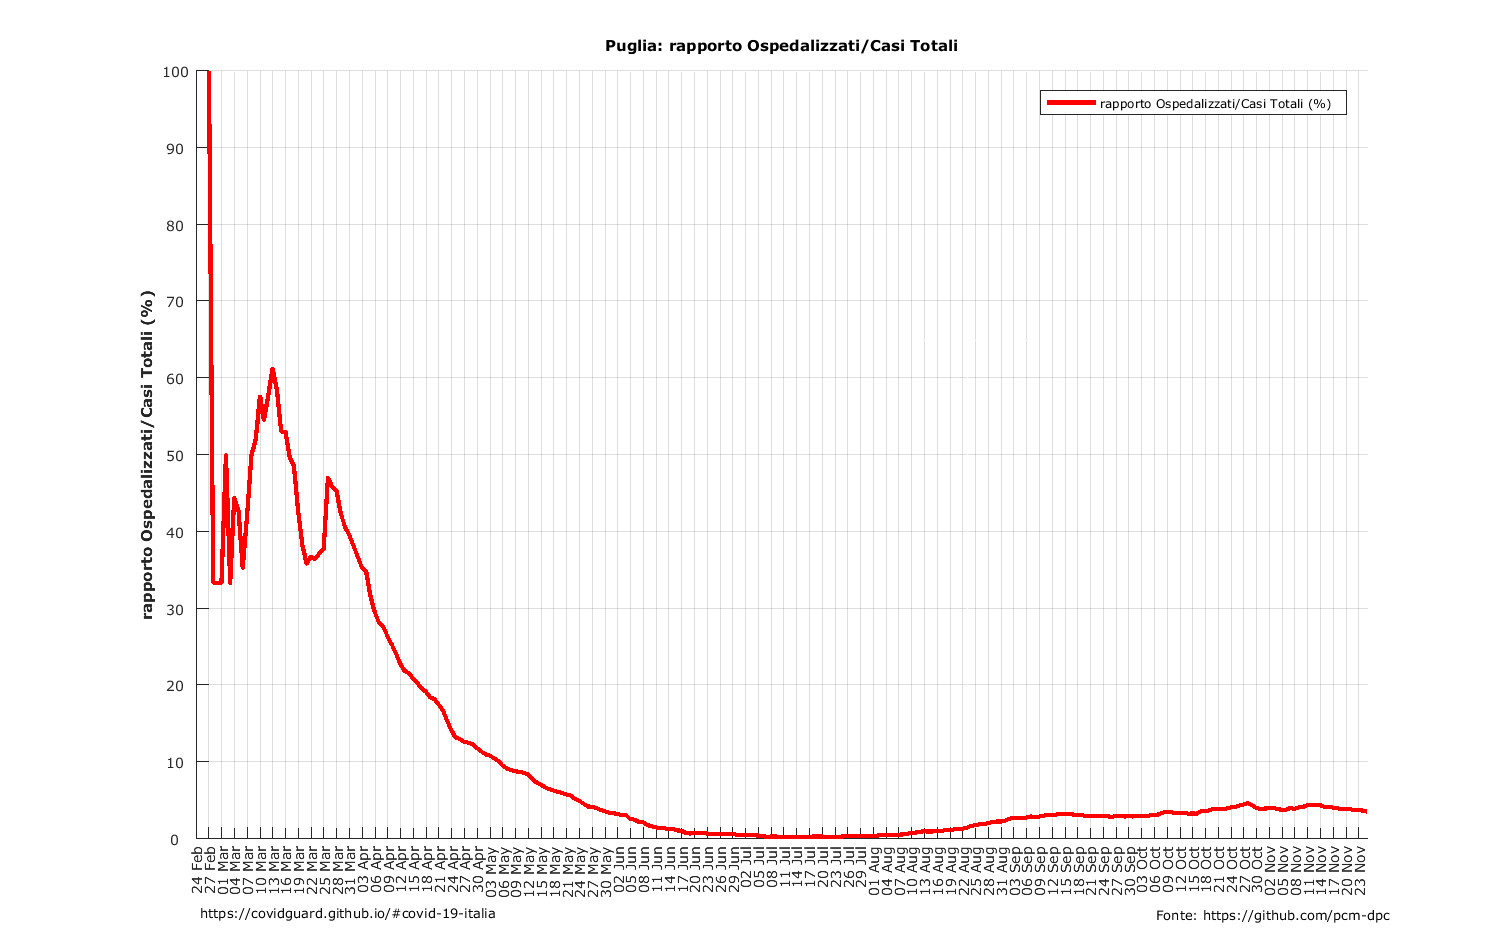 Puglia: rapporto Ospedalizzati/Casi Totali
rapporto Ospedalizzati/Casi Totali (%)
rapporto Ospedalizzati/Casi Totali (%)
100
90
80
70
60
50
40
30
20
10
0
24 Feb
27 Feb
01 Mar
04 Mar
07 Mar
10 Mar
13 Mar
16 Mar
19 Mar
22 Mar
25 Mar
28 Mar
31 Mar
03 Apr
06 Apr
09 Apr
12 Apr
15 Apr
18 Apr
21 Apr
24 Apr
27 Apr
30 Apr
03 May
06 May
09 May
12 May
15 May
18 May
21 May
24 May
27 May
30 May
02 Jun
05 Jun
08 Jun
11 Jun
14 Jun
17 Jun
20 Jun
23 Jun
26 Jun
29 Jun
02 Jul
05 Jul
08 Jul
11 Jul
14 Jul
17 Jul
20 Jul
23 Jul
26 Jul
29 Jul
01 Aug
04 Aug
07 Aug
10 Aug
13 Aug
16 Aug
19 Aug
22 Aug
25 Aug
28 Aug
31 Aug
03 Sep
06 Sep
09 Sep
12 Sep
15 Sep
18 Sep
21 Sep
24 Sep
27 Sep
30 Sep
03 Oct
06 Oct
09 Oct
12 Oct
15 Oct
18 Oct
21 Oct
24 Oct
27 Oct
30 Oct
02 Nov
05 Nov
08 Nov
11 Nov
14 Nov
17 Nov
20 Nov
23 Nov
https://covidguard.github.io/#covid-19-italia
Fonte: https://github.com/pcm-dpc